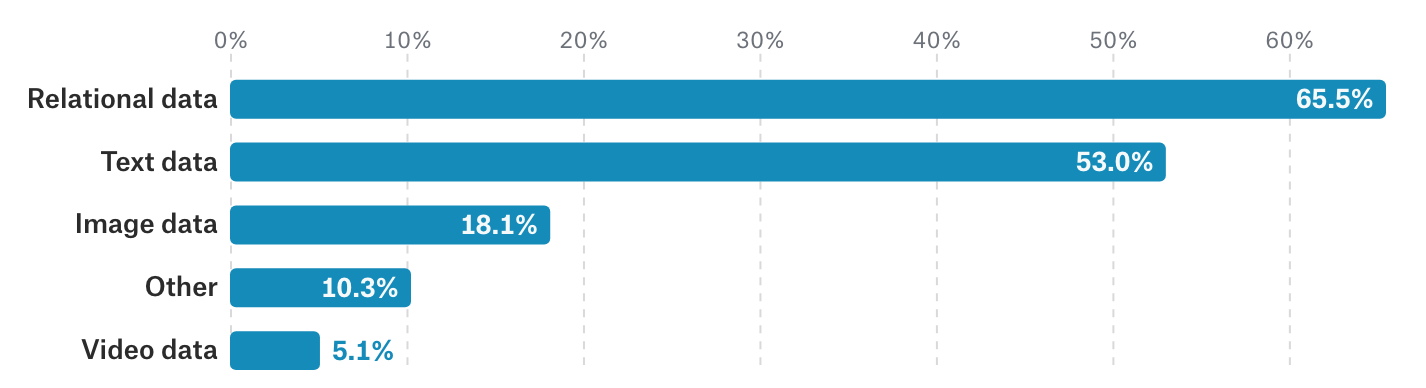 0% 10% 20% 30% 40% 50% 60%
Relational data 65.5%
Text data 53.0%
Image data 18.1%
Other 10.3%
Video data 5.1%